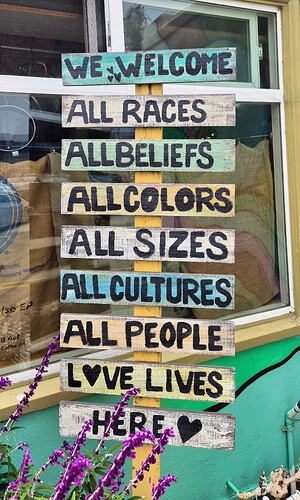 WE WELCOME
ALL RACES
ALL BELIEFS
ALL COLORS
ALL SIZES
ALL CULTURES
ALL PEOPLE
LOVE LIVES
HERE